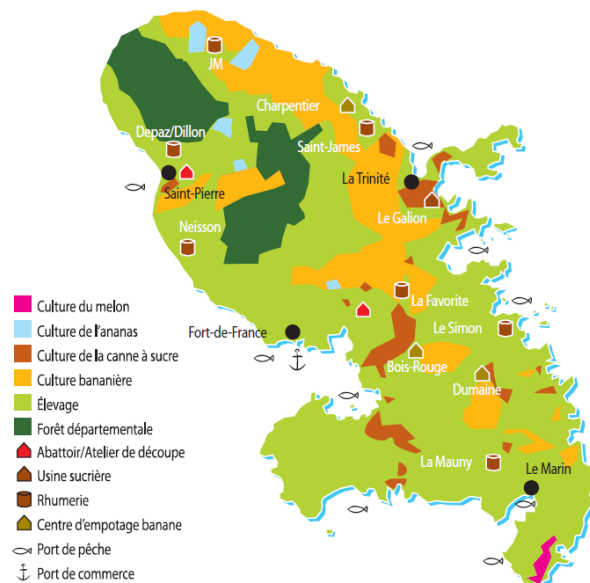 JM
Charpentier
Saint-James
Depaz/Dillon
La Trinité
Saint-Pierre
Le Galion
Neisson
La Favorite
Fort-de-France
Le Simon
Bois-Rouge
Dumaine
La Mauny
Le Marin
Culture du melon
Culture de l'ananas
Culture de la canne à sucre
Culture bananière
Élevage
Forêt départementale
Abattoir/Atelier de découpe
Usine sucrière
Rhumerie
Centre d'empotage banane
Port de pêche
Port de commerce